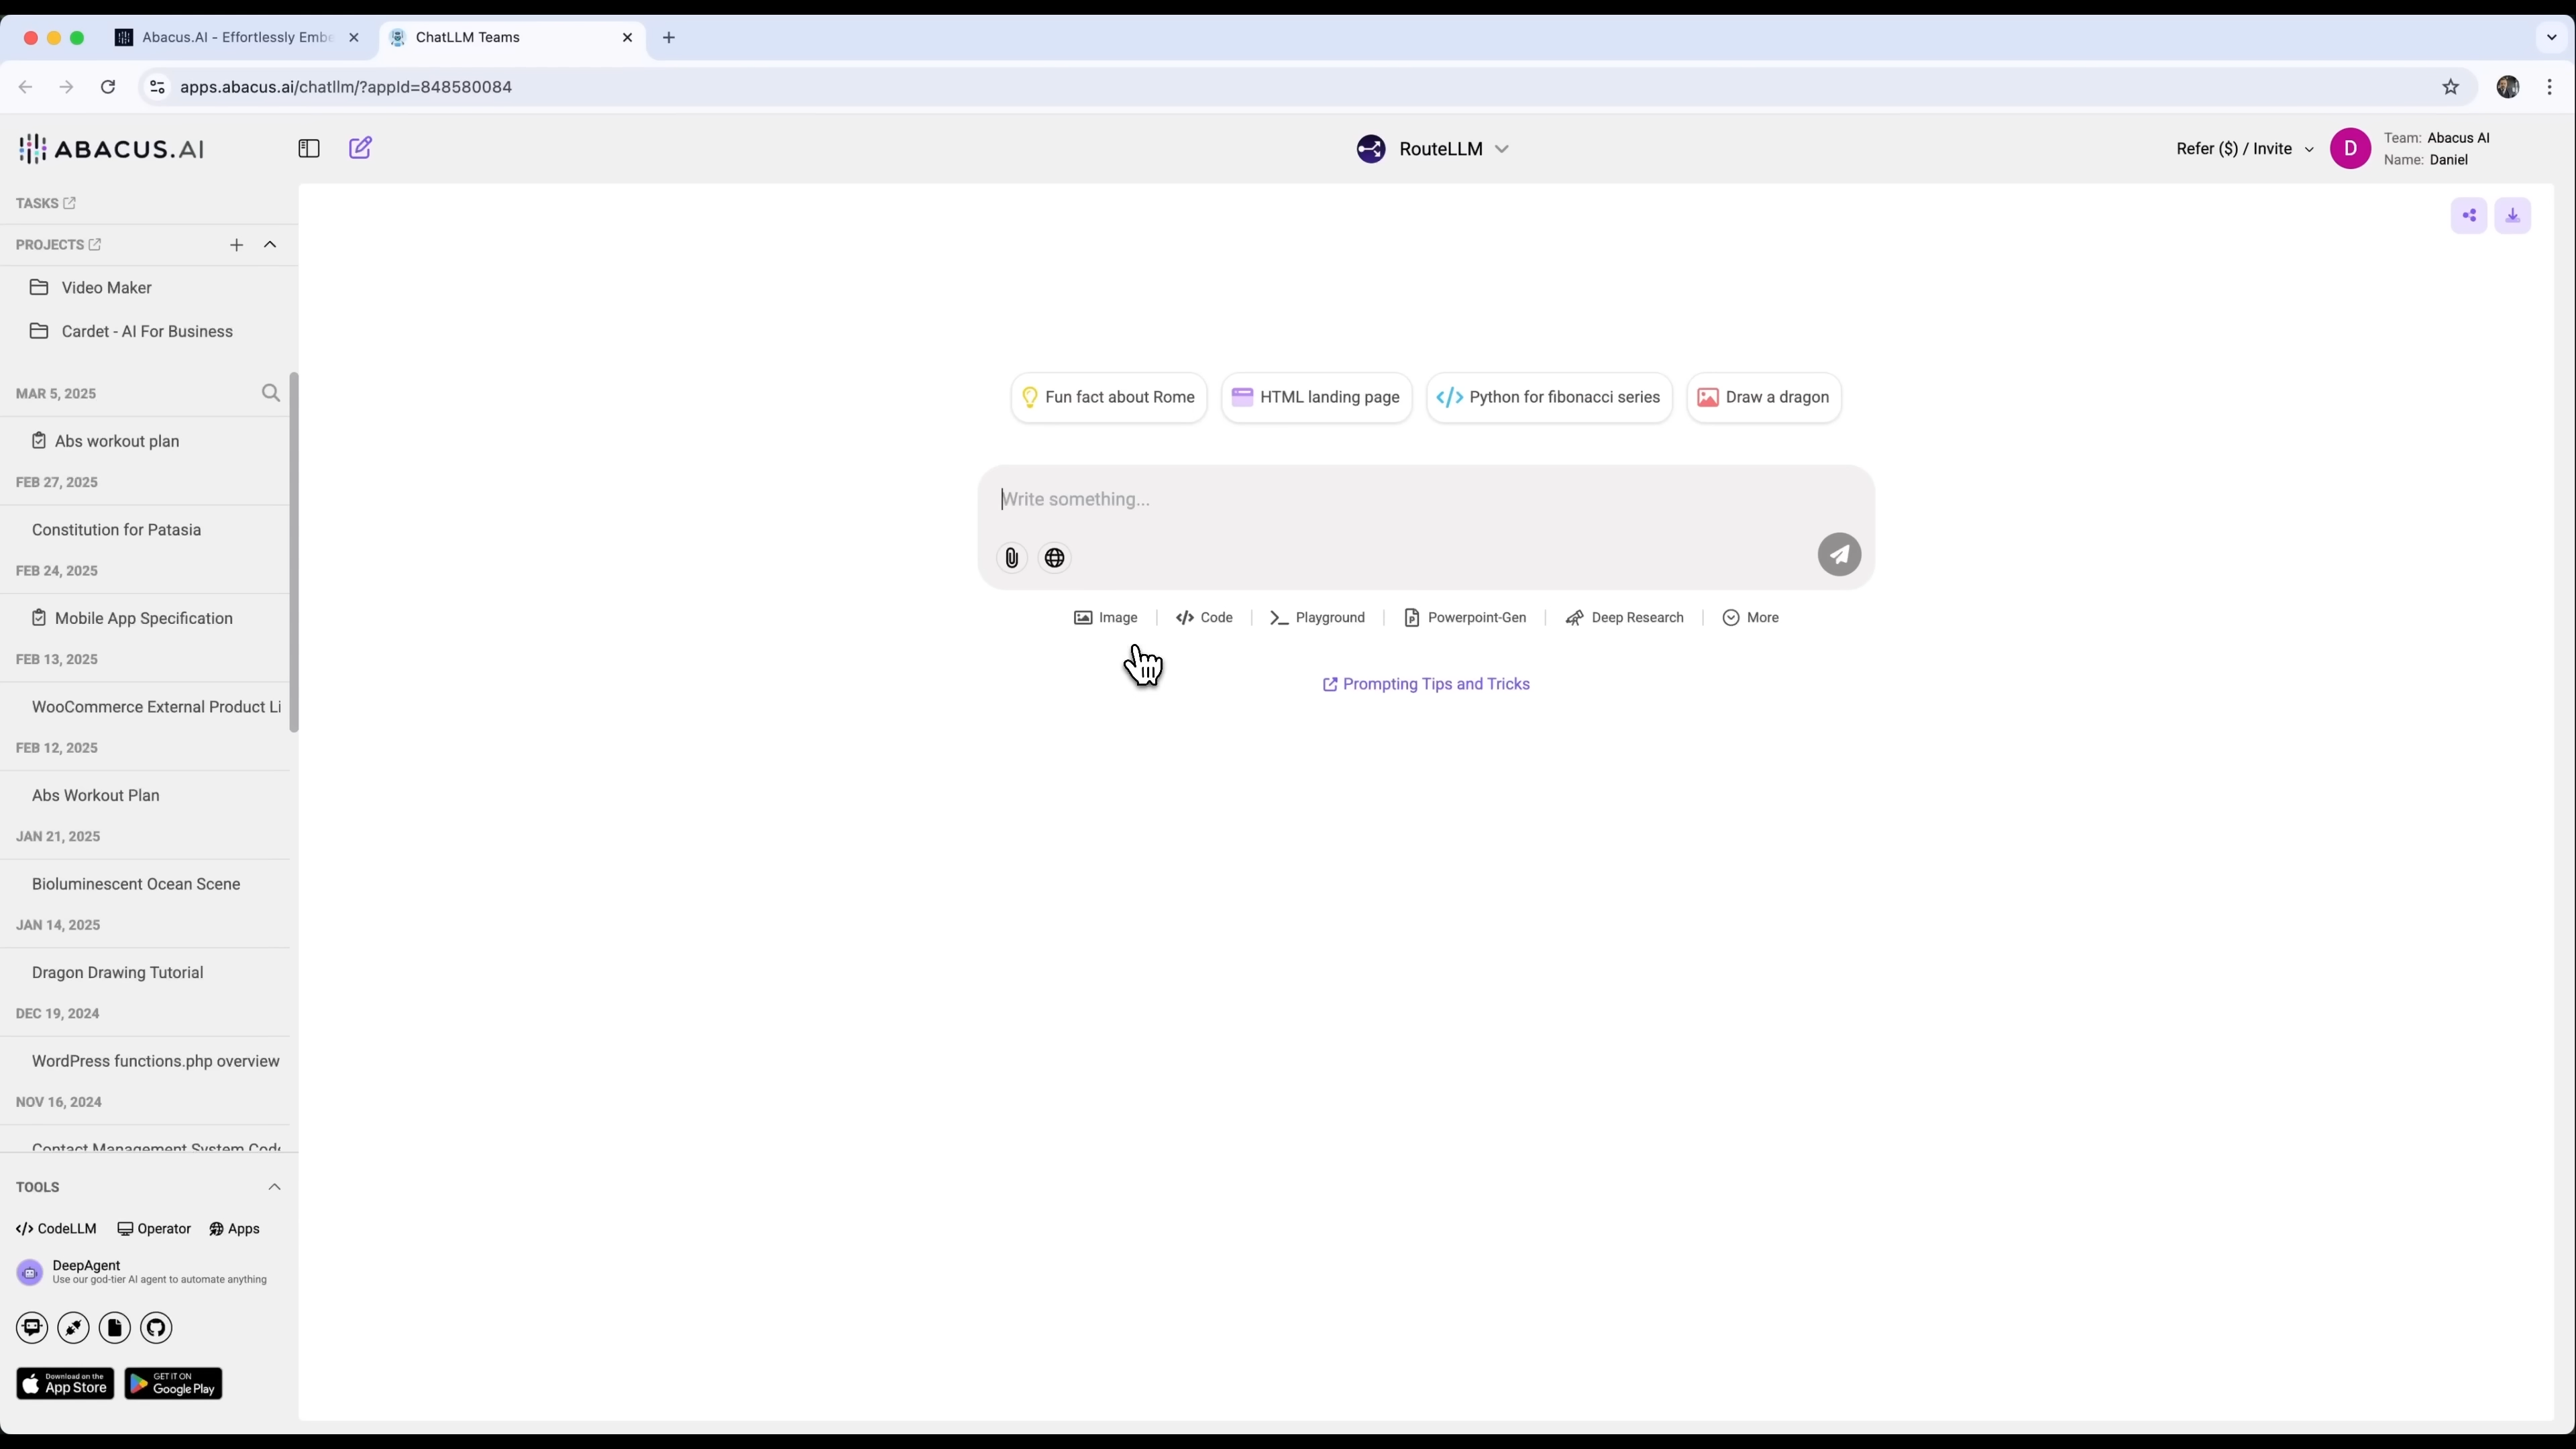 Abacus.AI - Effortlessly Embe
ChatLLM Teams
apps.abacus.ai/chatllm/?appId=848580084
ABACUS.AI
RouteLLM
Refer ($) / Invite
D
Team: Abacus AI
Name: Daniel
TASKS
PROJECTS
Video Maker
Cardet - AI For Business
MAR 5, 2025
Abs workout plan
FEB 27, 2025
Constitution for Patasia
FEB 24, 2025
Mobile App Specification
FEB 13, 2025
WooCommerce External Product Li
FEB 12, 2025
Abs Workout Plan
JAN 21, 2025
Bioluminescent Ocean Scene
JAN 14, 2025
Dragon Drawing Tutorial
DEC 19, 2024
WordPress functions.php overview
NOV 16, 2024
Contact Management System Code
TOOLS
CodeLLM Operator Apps
DeepAgent
Use our god-tier AI agent to automate anything
Download on the
App Store
GET IT ON
Google Play
Fun fact about Rome
HTML landing page
Python for fibonacci series
Draw a dragon
Write something...
Image
Code
Playground
Powerpoint-Gen
Deep Research
More
Prompting Tips and Tricks